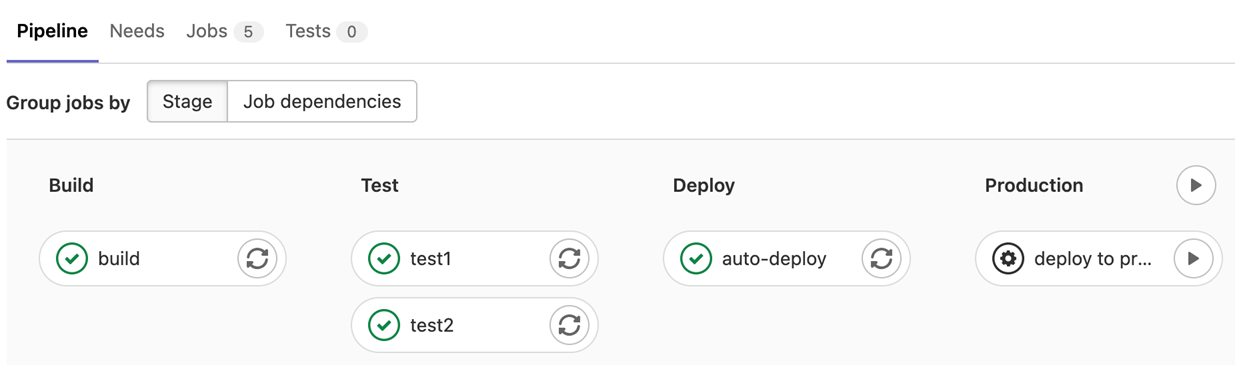 Pipeline Needs Jobs 5 Tests 0
Group jobs by Stage Job dependencies
Build Test Deploy Production
build test1 auto-deploy deploy to pr...
test2